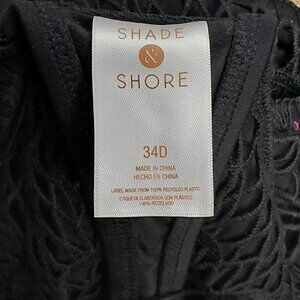 SHADE
&
SHORE
34D
MADE IN CHINA
HECHO EN CHINA
LABEL MADE FROM 100% RECYCLED PLASTIC
ETIQUETA ELABORADA CON PLÁSTICO
100% RECICLADO